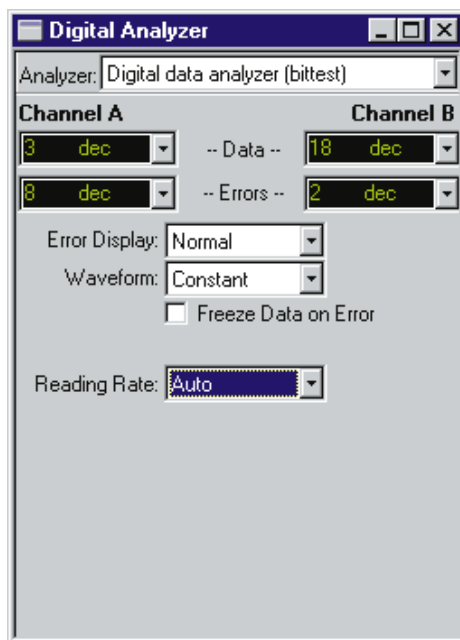 Digital Analyzer
Analyzer: Digital data analyzer (bittest)
Channel A Channel B
3 dec -- Data -- 18 dec
8 dec -- Errors -- 2 dec
Error Display: Normal
Waveform: Constant
Freeze Data on Error
Reading Rate: Auto